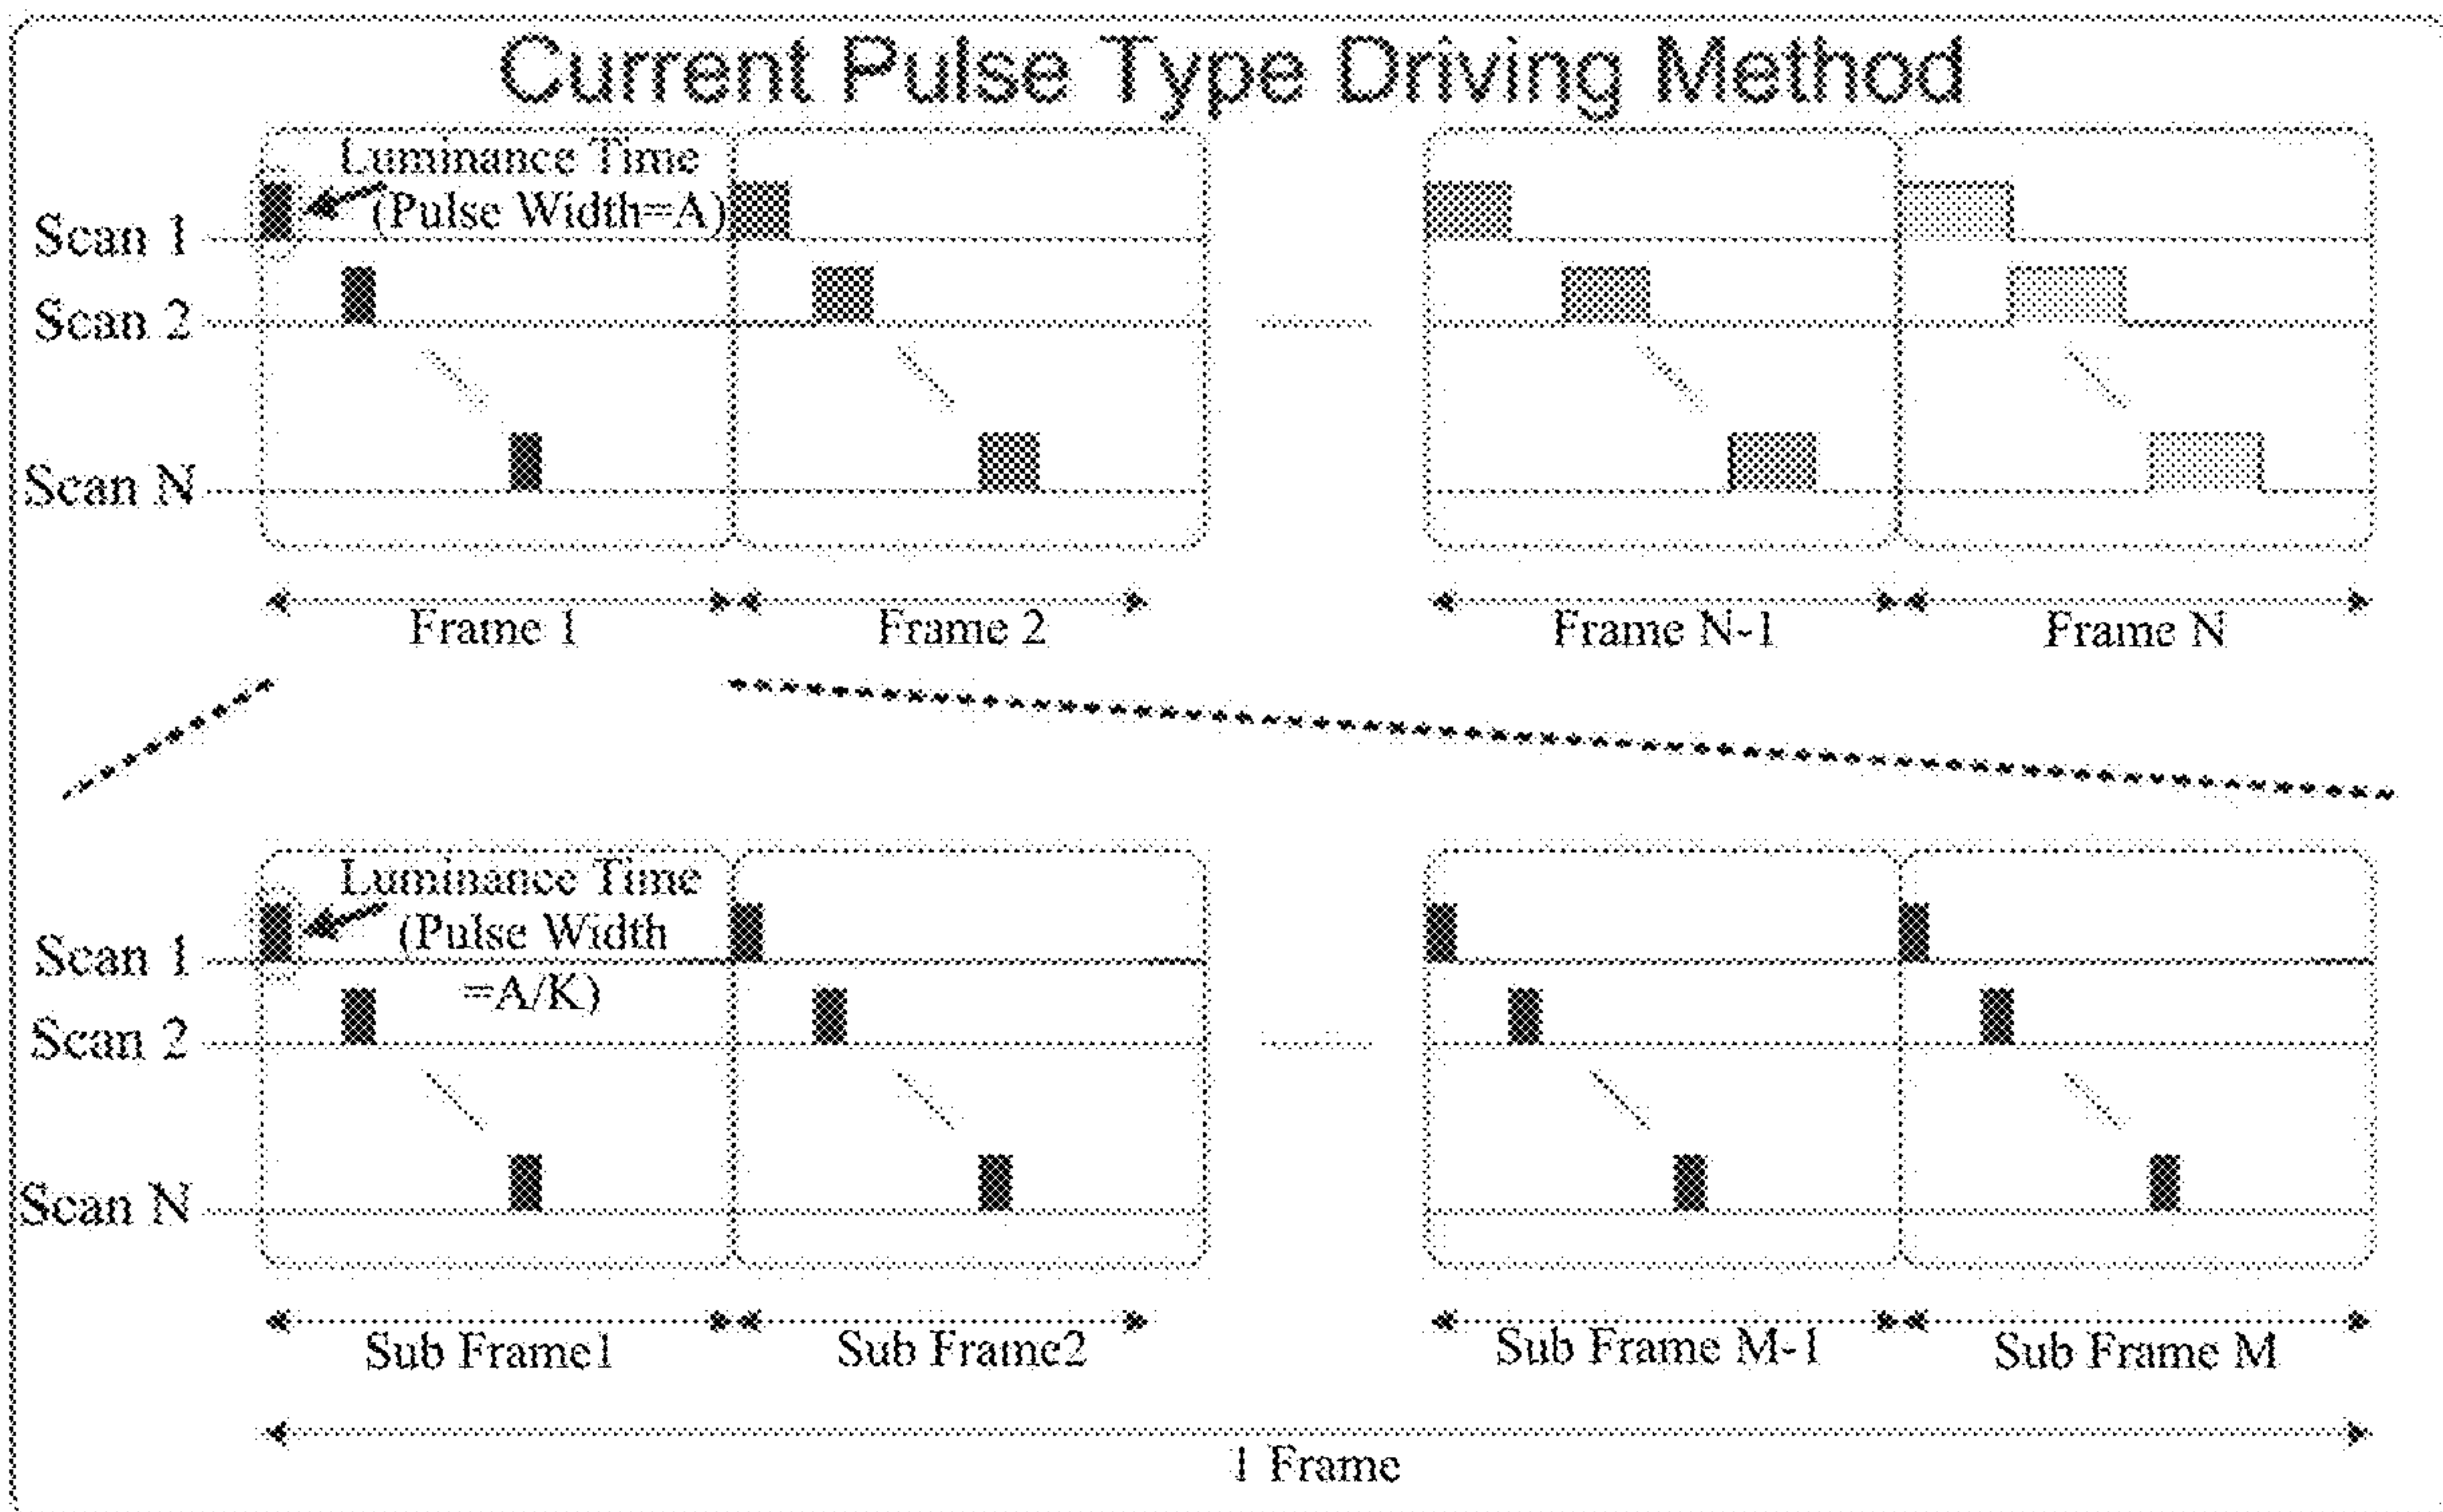 Current Pulse Type Driving Method
Luminance Time
(Pulse Width=A)
Scan 1
Scan 2
Scan N
Frame 1
Frame 2
Frame N-1
Frame N
Luminance Time
(Pulse Width
=A/K)
Scan 1
Scan 2
Scan N
Sub Frame1
Sub Frame2
Sub Frame M-1
Sub Frame M
1 Frame